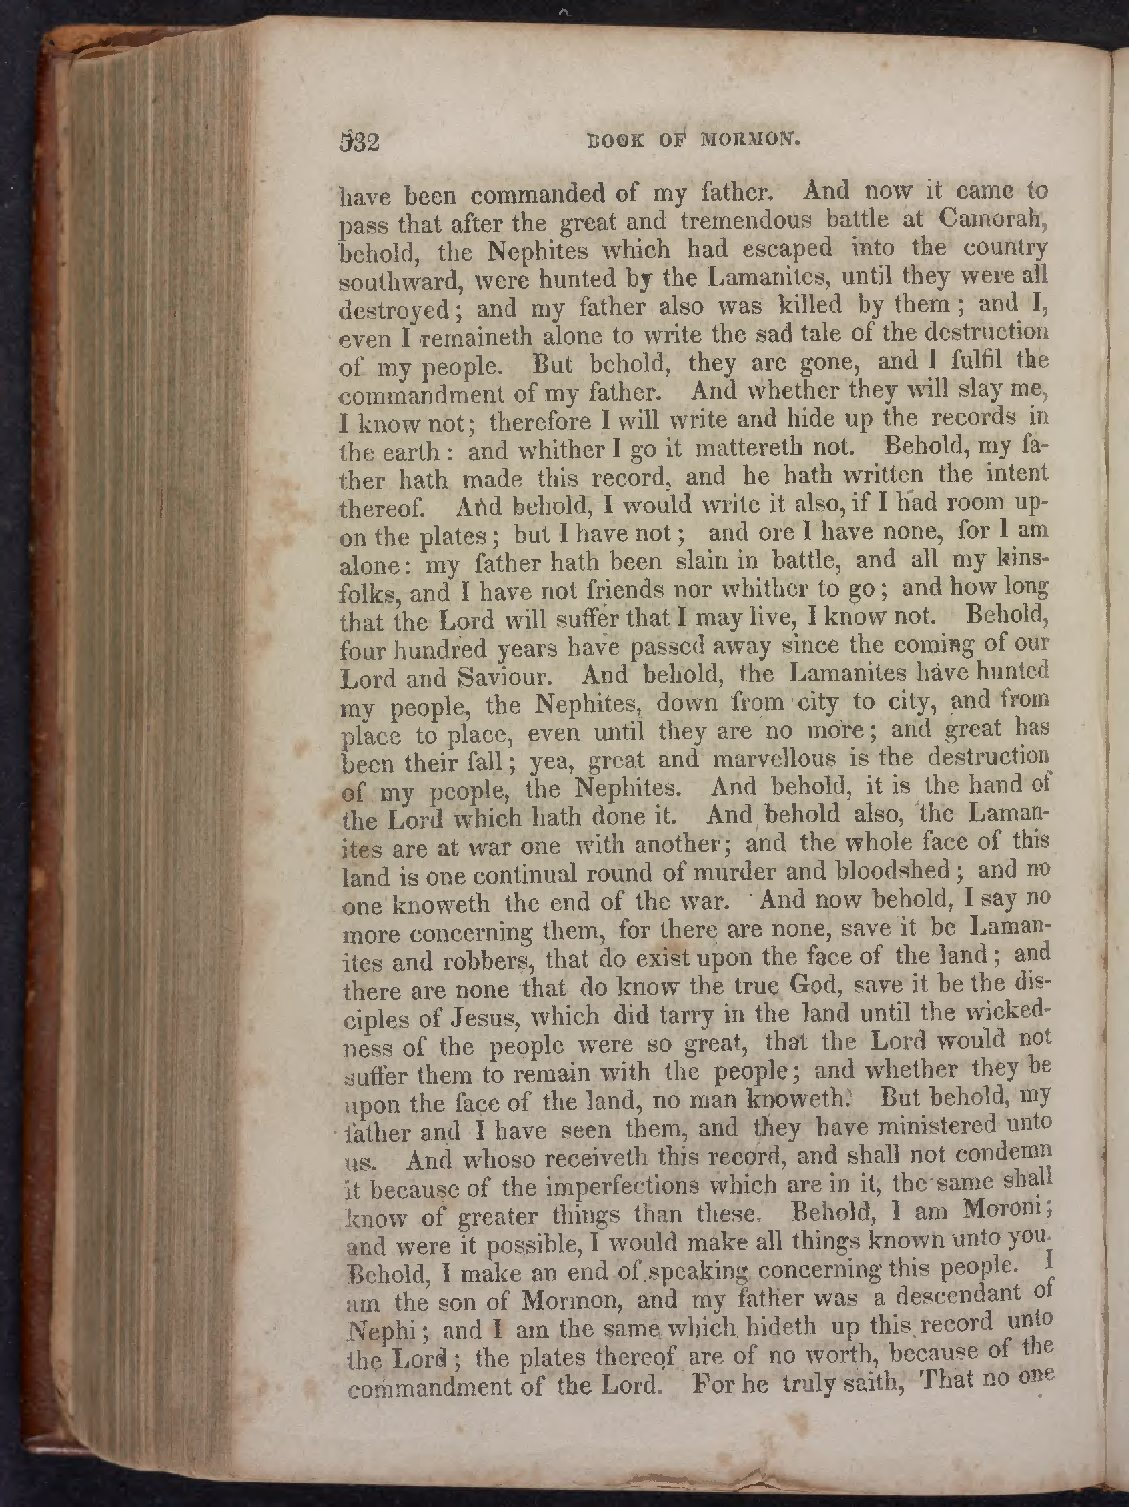 532 BOOK OF MORMON.
have been commanded of my father. And now it came to
pass that after the great and tremendous battle at Camorah,
behold, the Nephites which had escaped into the country
southward, were hunted by the Lamanites, until they were all
destroyed; and my father also was killed by them; and I,
even I remaineth alone to write the sad tale of the destruction
of my people. But behold, they are gone, and I fulfil the
commandment of my father. And whether they will slay me,
I know not; therefore I will write and hide up the records in
the earth: and whither I go it mattereth not. Behold, my fa-
ther hath made this record, and he hath written the intent
thereof. And behold, I would write it also, if I had room up-
on the plates; but I have not; and ore I have none, for I am
alone: my father hath been slain in battle, and all my kins-
folks, and I have not friends nor whither to go; and how long
that the Lord will suffer that I may live, I know not. Behold,
four hundred years have passed away since the coming of our
Lord and Saviour. And behold, the Lamanites have hunted
my people, the Nephites, down from city to city, and from
place to place, even until they are no more; and great has
been their fall; yea, great and marvellous is the destruction
of my people, the Nephites. And behold, it is the hand of
the Lord which hath done it. And behold also, the Laman-
ites are at war one with another; and the whole face of this
land is one continual round of murder and bloodshed; and no
one knoweth the end of the war. And now behold, I say no
more concerning them, for there are none, save it be Laman-
ites and robbers, that do exist upon the face of the land; and
there are none that do know the true God, save it be the dis-
ciples of Jesus, which did tarry in the land until the wicked-
ness of the people were so great, that the Lord would not
suffer them to remain with the people; and whether they be
upon the face of the land, no man knoweth. But behold, my
father and I have seen them, and they have ministered unto
us. And whoso receiveth this record, and shall not condemn
it because of the imperfections which are in it, the same shall
know of greater things than these. Behold, I am Moroni;
and were it possible, I would make all things known unto you.
Behold, I make an end of speaking concerning this people. I
am the son of Mormon, and my father was a descendant of
Nephi; and I am the same which hideth up this record unto
the Lord; the plates thereof are of no worth, because of the
commandment of the Lord. For he truly saith, That no one